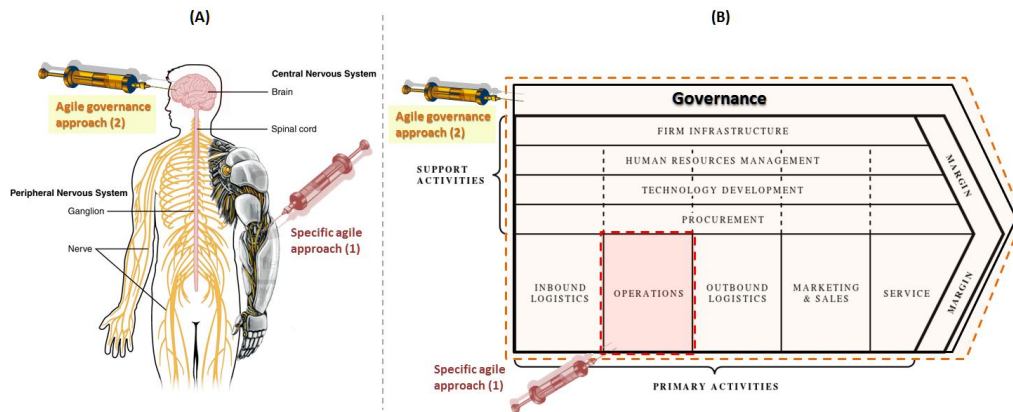 (A)
Agile governance
approach (2)
Central Nervous System
Brain
Spinal cord
Peripheral Nervous System
Ganglion
Nerve
Specific agile
approach (1)
(B)
Agile governance
approach (2)
Governance
SUPPORT
ACTIVITIES
FIRM INFRASTRUCTURE
HUMAN RESOURCES MANAGEMENT
TECHNOLOGY DEVELOPMENT
PROCUREMENT
MARGIN
INBOUND
LOGISTICS
OPERATIONS
OUTBOUND
LOGISTICS
MARKETING
& SALES
SERVICE
MARGIN
Specific agile
approach (1)
PRIMARY ACTIVITIES